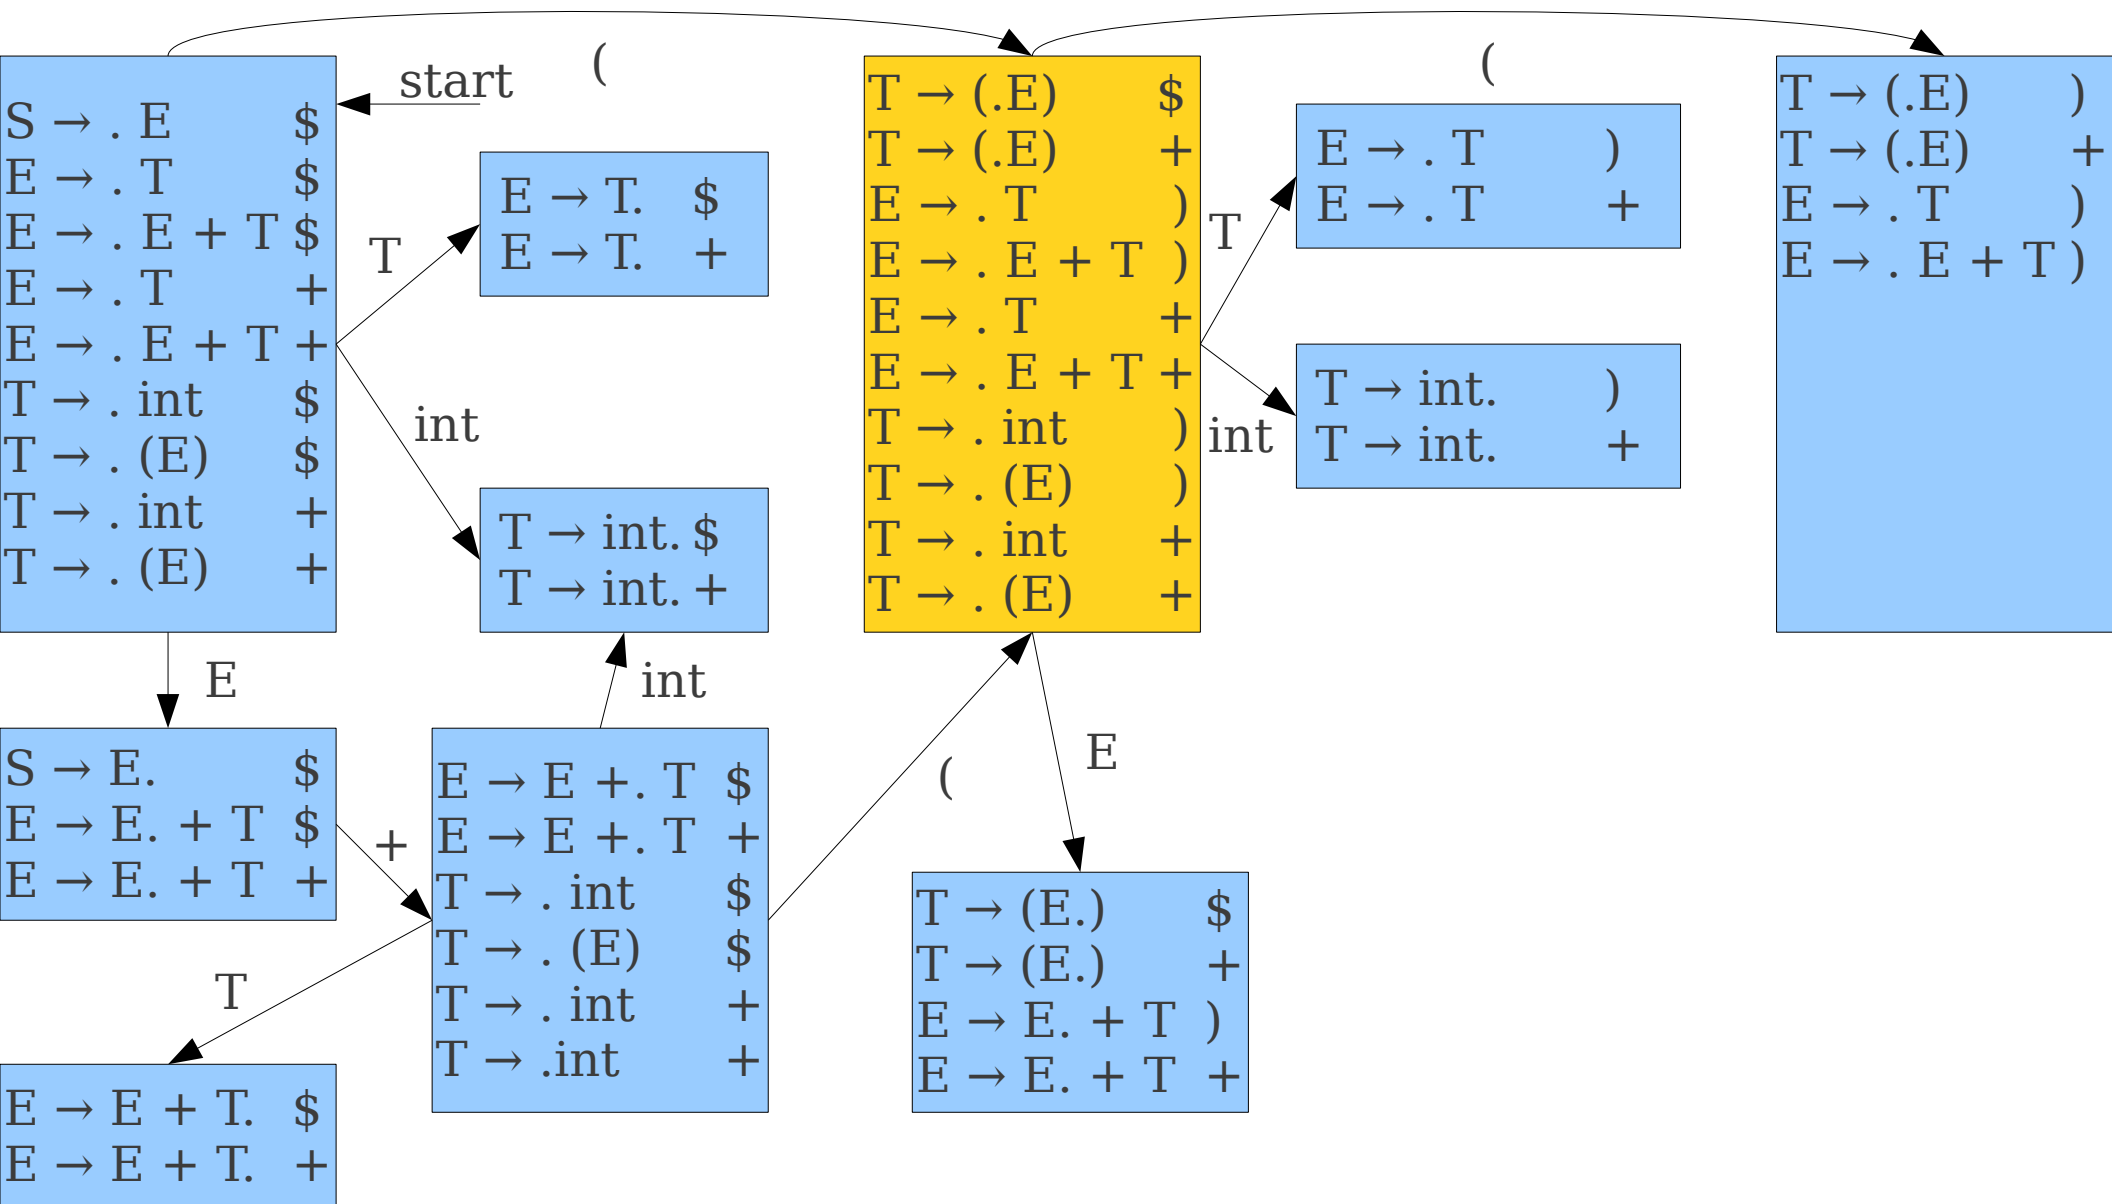 start
(
(
S → . E $
E → . T $
E → . E + T $
E → . T +
E → . E + T +
T → . int $
T → . (E) $
T → . int +
T → . (E) +
T
E → T. $
E → T. +
int
T → int. $
T → int. +
T → (.E) $
T → (.E) +
E → . T )
E → . E + T )
E → . T +
E → . E + T +
T → . int )
T → . (E) )
T → . int +
T → . (E) +
T
E → . T )
E → . T +
int
T → int. )
T → int. +
T → (.E) )
T → (.E) +
E → . T )
E → . E + T )
E
int
S → E. $
E → E. + T $
E → E. + T +
+
E → E +. T $
E → E +. T +
T → . int $
T → . (E) $
T → . int +
T → .int +
(
E
T → (E.) $
T → (E.) +
E → E. + T )
E → E. + T +
T
E → E + T. $
E → E + T. +